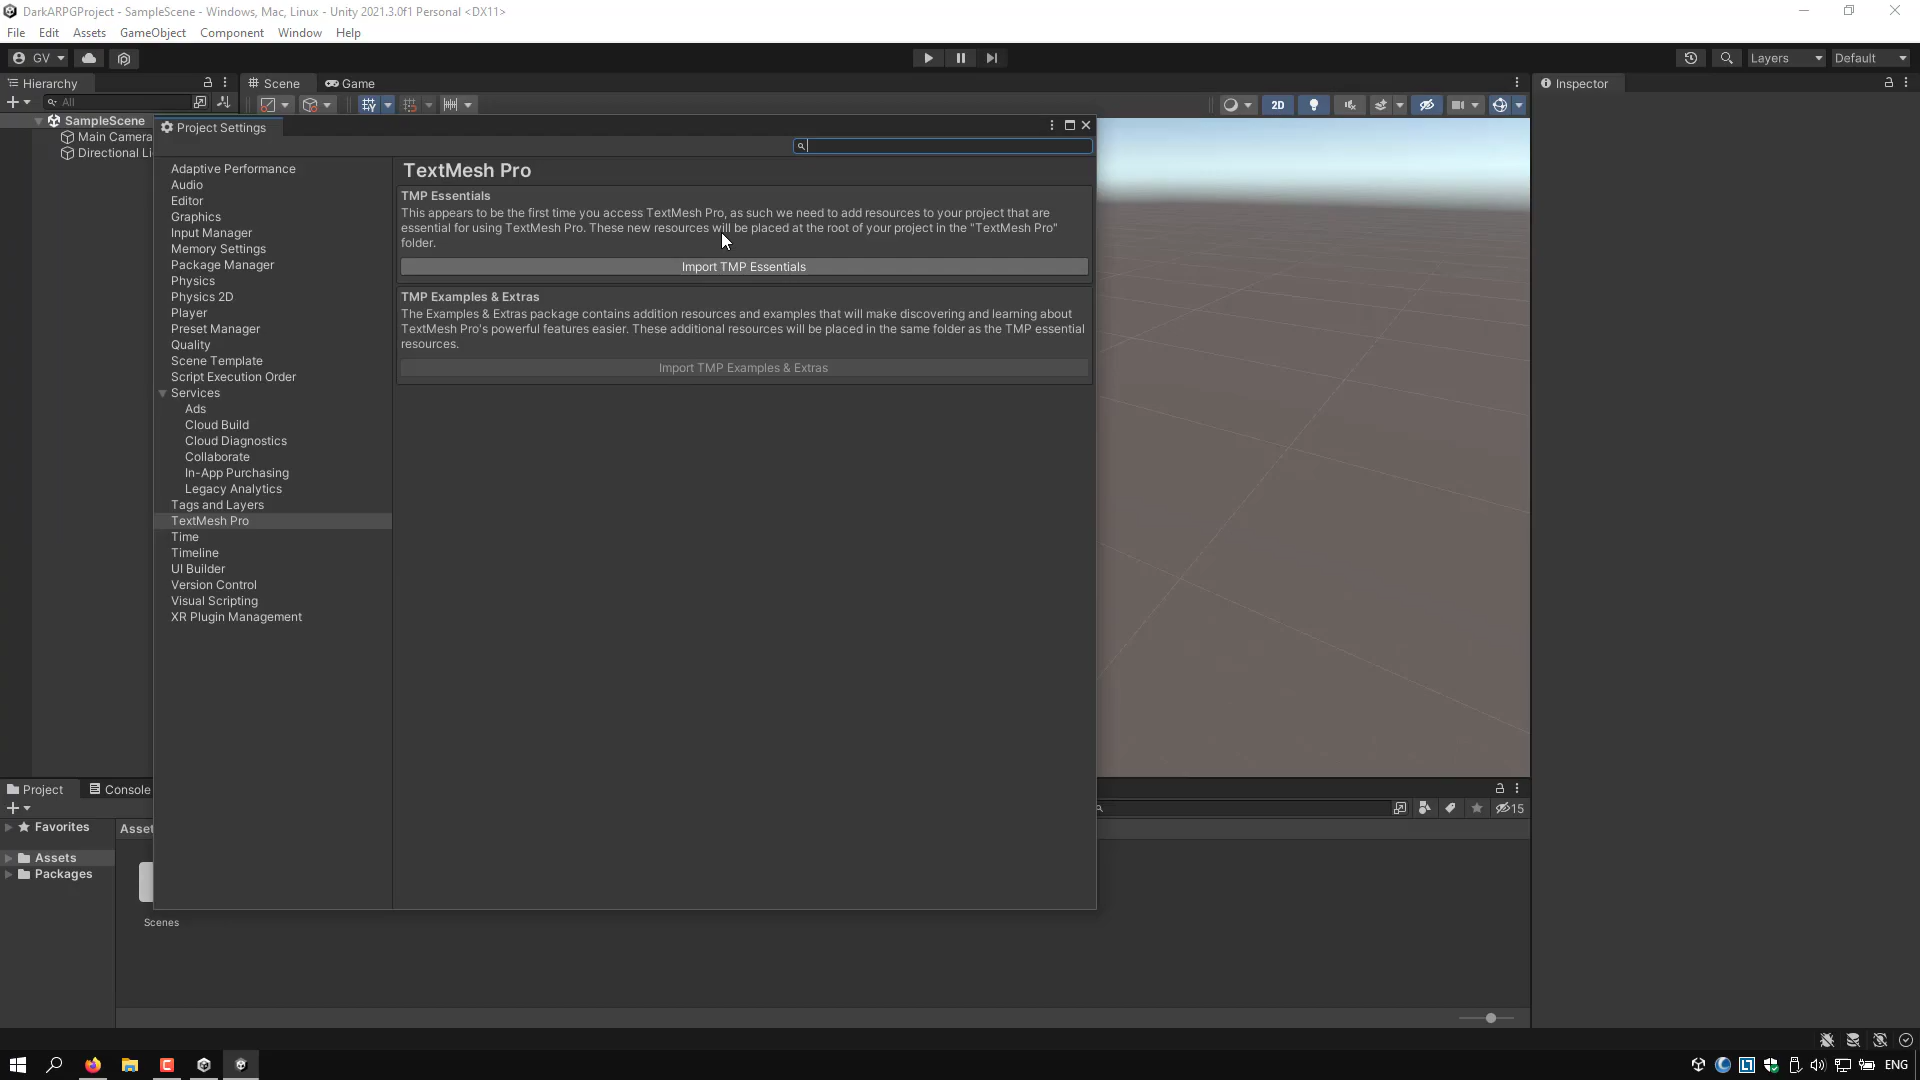 DarkARPGProject - SampleScene - Windows, Mac, Linux - Unity 2021.3.0f1 Personal <DX11>
File Edit Assets GameObject Component Window Help
GV Layers Default
Hierarchy Scene Game Inspector
All 2D
SampleScene
Main Camera
Directional Li
Project Settings
Adaptive Performance
Audio
Editor
Graphics
Input Manager
Memory Settings
Package Manager
Physics
Physics 2D
Player
Preset Manager
Quality
Scene Template
Script Execution Order
Services
Ads
Cloud Build
Cloud Diagnostics
Collaborate
In-App Purchasing
Legacy Analytics
Tags and Layers
TextMesh Pro
Time
Timeline
UI Builder
Version Control
Visual Scripting
XR Plugin Management
TextMesh Pro
TMP Essentials
This appears to be the first time you access TextMesh Pro, as such we need to add resources to your project that are
essential for using TextMesh Pro. These new resources will be placed at the root of your project in the "TextMesh Pro"
folder.
Import TMP Essentials
TMP Examples & Extras
The Examples & Extras package contains addition resources and examples that will make discovering and learning about
TextMesh Pro's powerful features easier. These additional resources will be placed in the same folder as the TMP essential
resources.
Import TMP Examples & Extras
Project Console
15
Favorites
Assets
Packages
Asset
Scenes
ENG